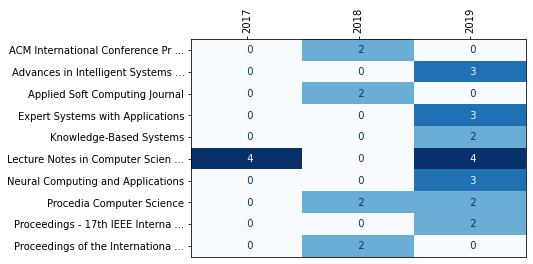 2017 2018 2019
ACM International Conference Pr ... 0 2 0
Advances in Intelligent Systems ... 0 0 3
Applied Soft Computing Journal 0 2 0
Expert Systems with Applications 0 0 3
Knowledge-Based Systems 0 0 2
Lecture Notes in Computer Scien ... 4 0 4
Neural Computing and Applications 0 0 3
Procedia Computer Science 0 2 2
Proceedings - 17th IEEE Interna ... 0 0 2
Proceedings of the Internationa ... 0 2 0